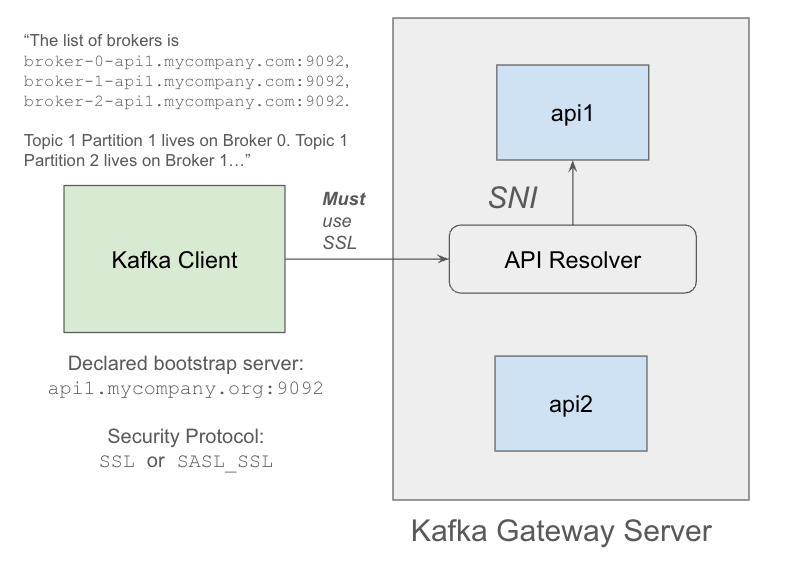 “The list of brokers is
broker-0-api1.mycompany.com:9092,
broker-1-api1.mycompany.com:9092,
broker-2-api1.mycompany.com:9092.
Topic 1 Partition 1 lives on Broker 0. Topic 1
Partition 2 lives on Broker 1…”
Kafka Client
Must
use
SSL
Declared bootstrap server:
api1.mycompany.org:9092
Security Protocol:
SSL or SASL_SSL
api1
SNI
API Resolver
api2
Kafka Gateway Server